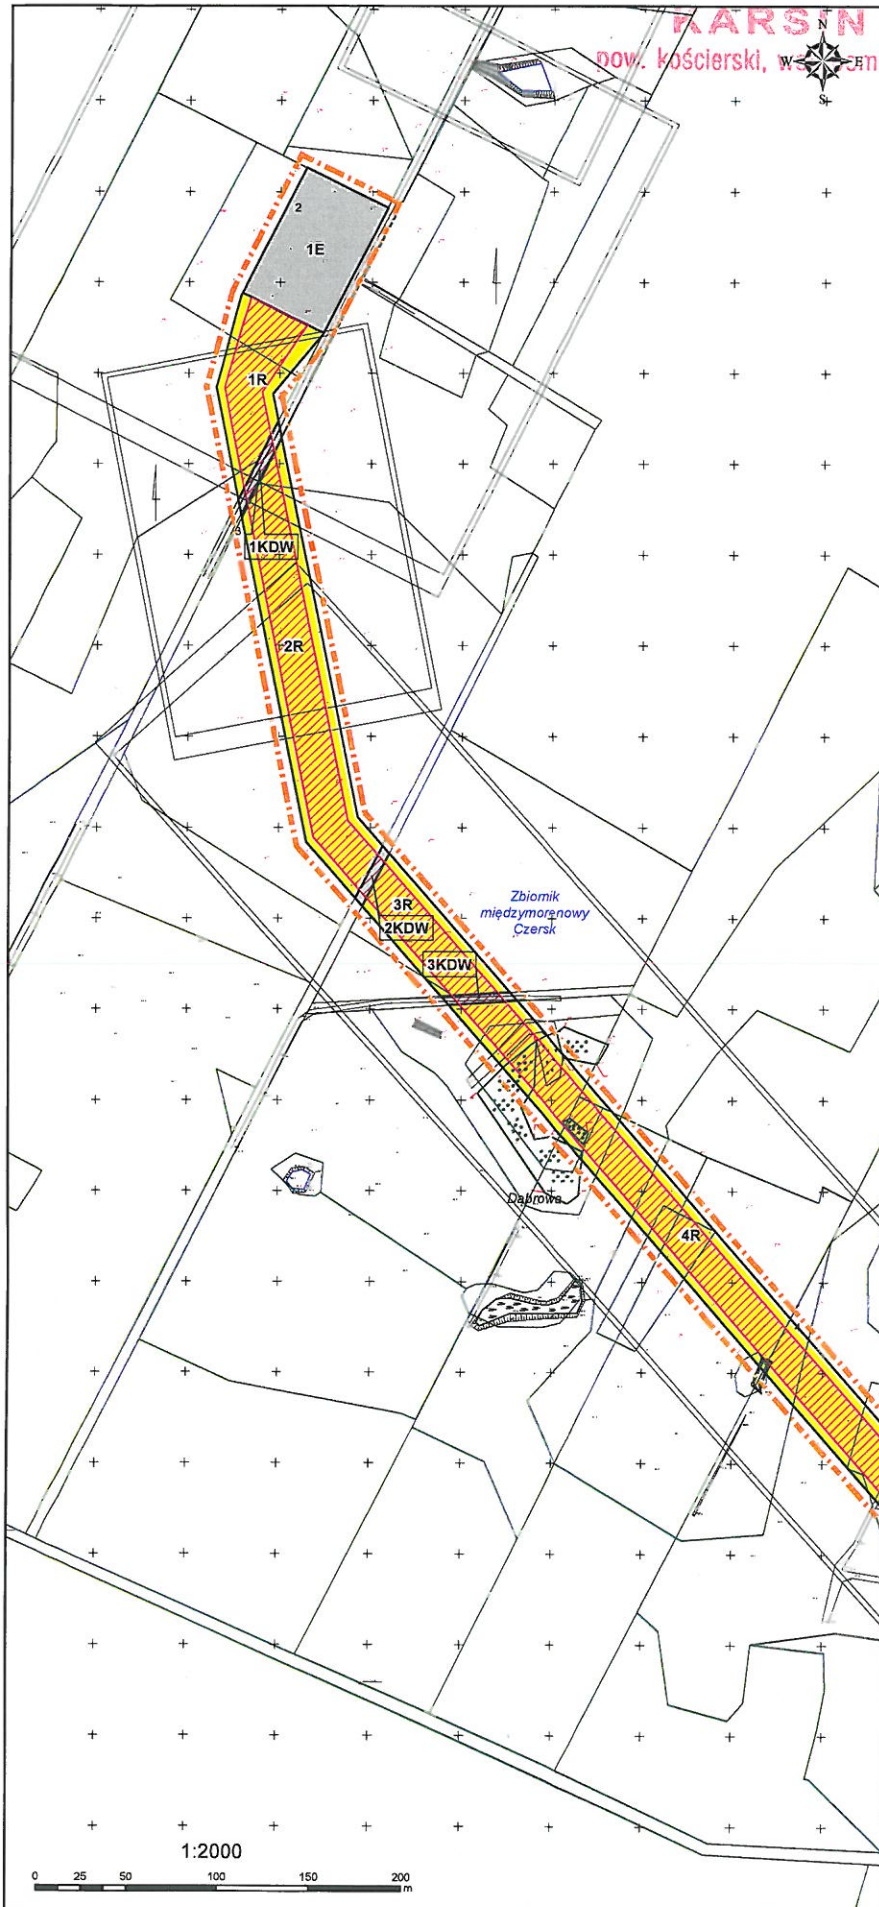 KARSIN
N
pow. kościerski,
W E
S
2
1E
1R
1KDW
2R
Zbiornik
międzymorenowy
Czersk
3R
2KDW
3KDW
Dąbrowa
4R
1:2000
0 25 50 100 150 200
m